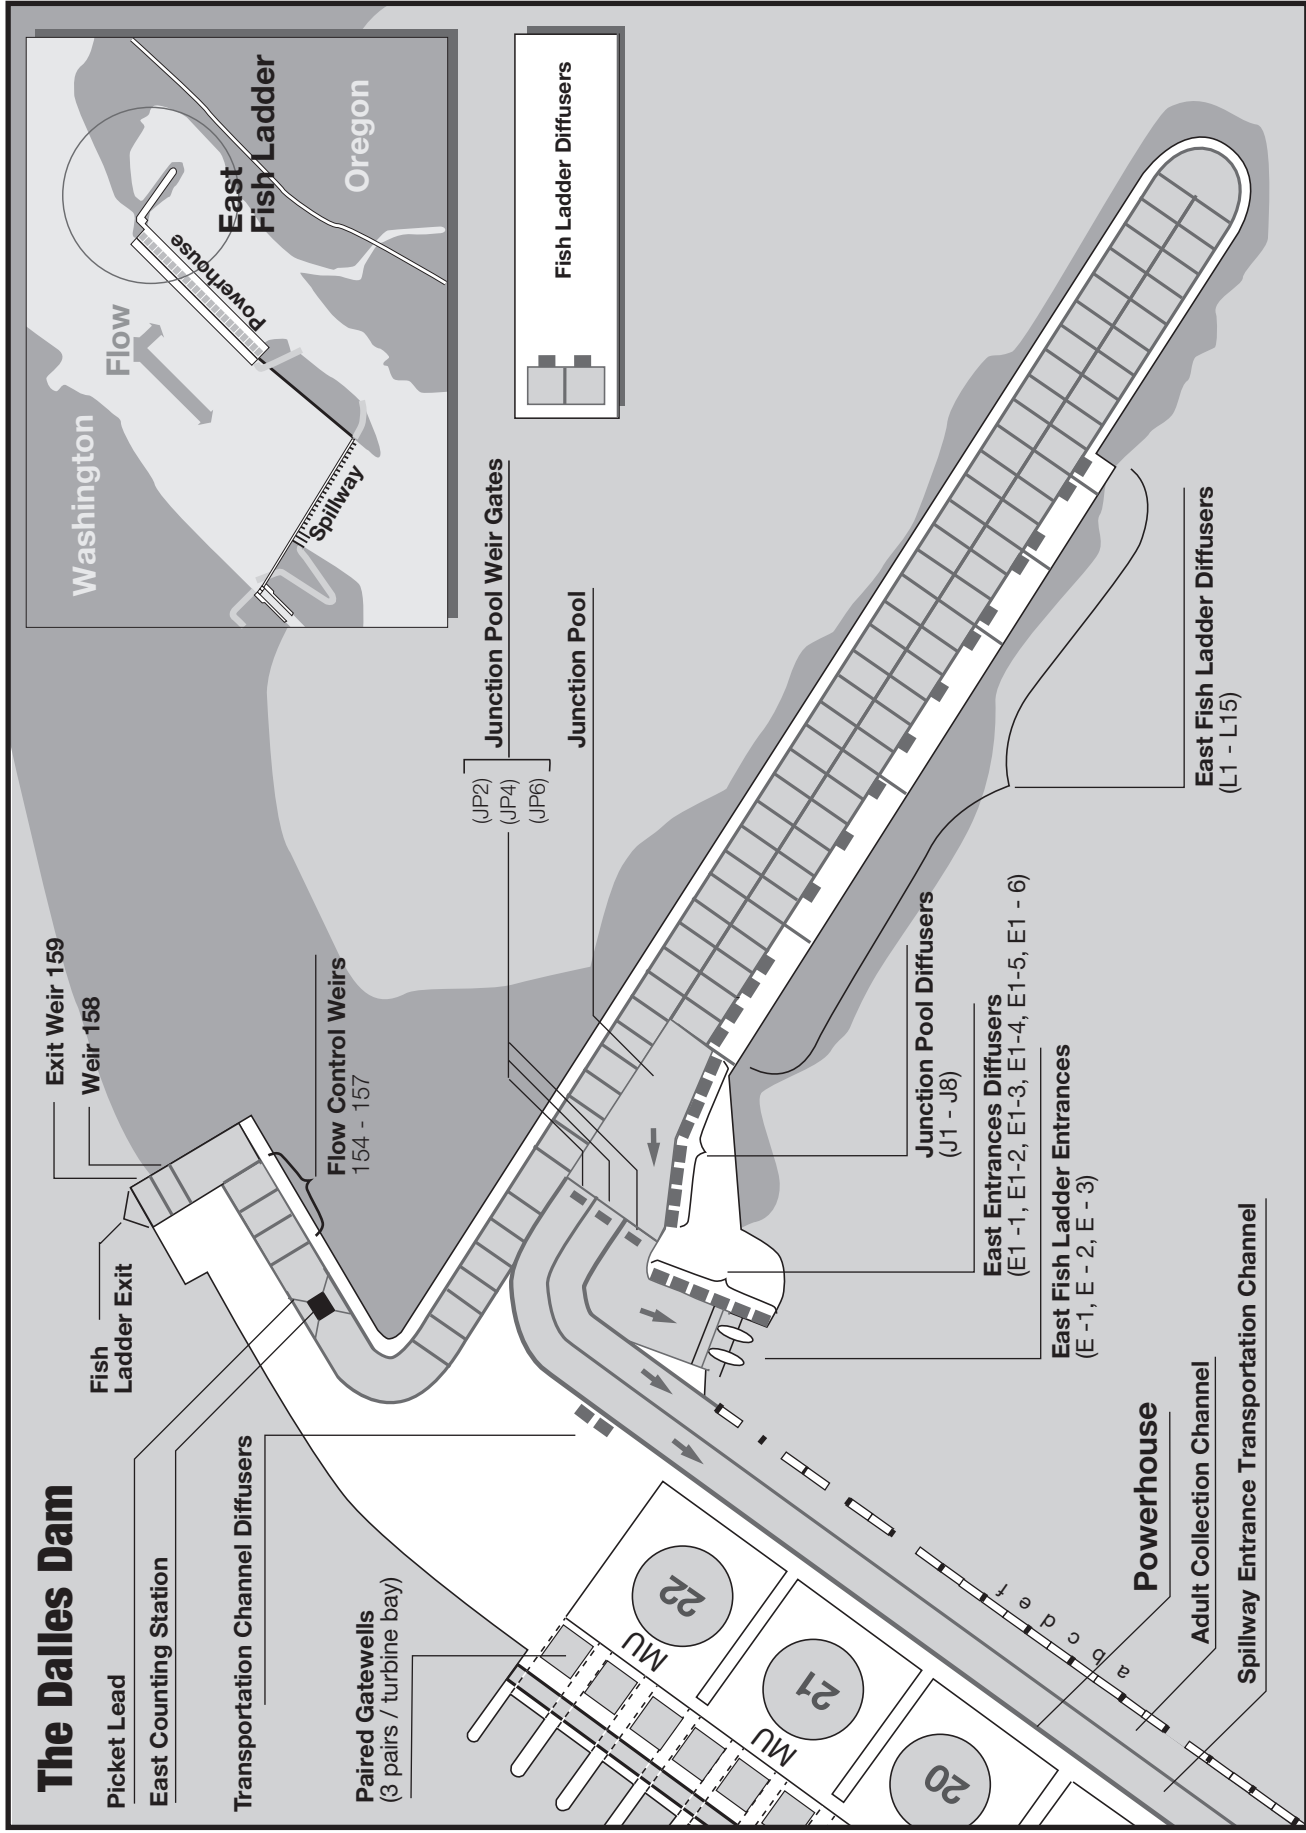 The Dalles Dam
Picket Lead
East Counting Station
Transportation Channel Diffusers
Paired Gatewells
(3 pairs / turbine bay)
Fish
Ladder Exit
Exit Weir 159
Weir 158
Flow Control Weirs
154 - 157
(JP2)
(JP4)
(JP6)
Junction Pool Weir Gates
Junction Pool
Washington
Flow
Spillway
Powerhouse
East
Fish Ladder
Oregon
Fish Ladder Diffusers
MU
22
MU
21
20
a
b
c
d
e
f
Junction Pool Diffusers
(J1 - J8)
East Entrances Diffusers
(E1 -1, E1-2, E1-3, E1-4, E1-5, E1 - 6)
East Fish Ladder Entrances
(E -1, E - 2, E - 3)
East Fish Ladder Diffusers
(L1 - L15)
Powerhouse
Adult Collection Channel
Spillway Entrance Transportation Channel